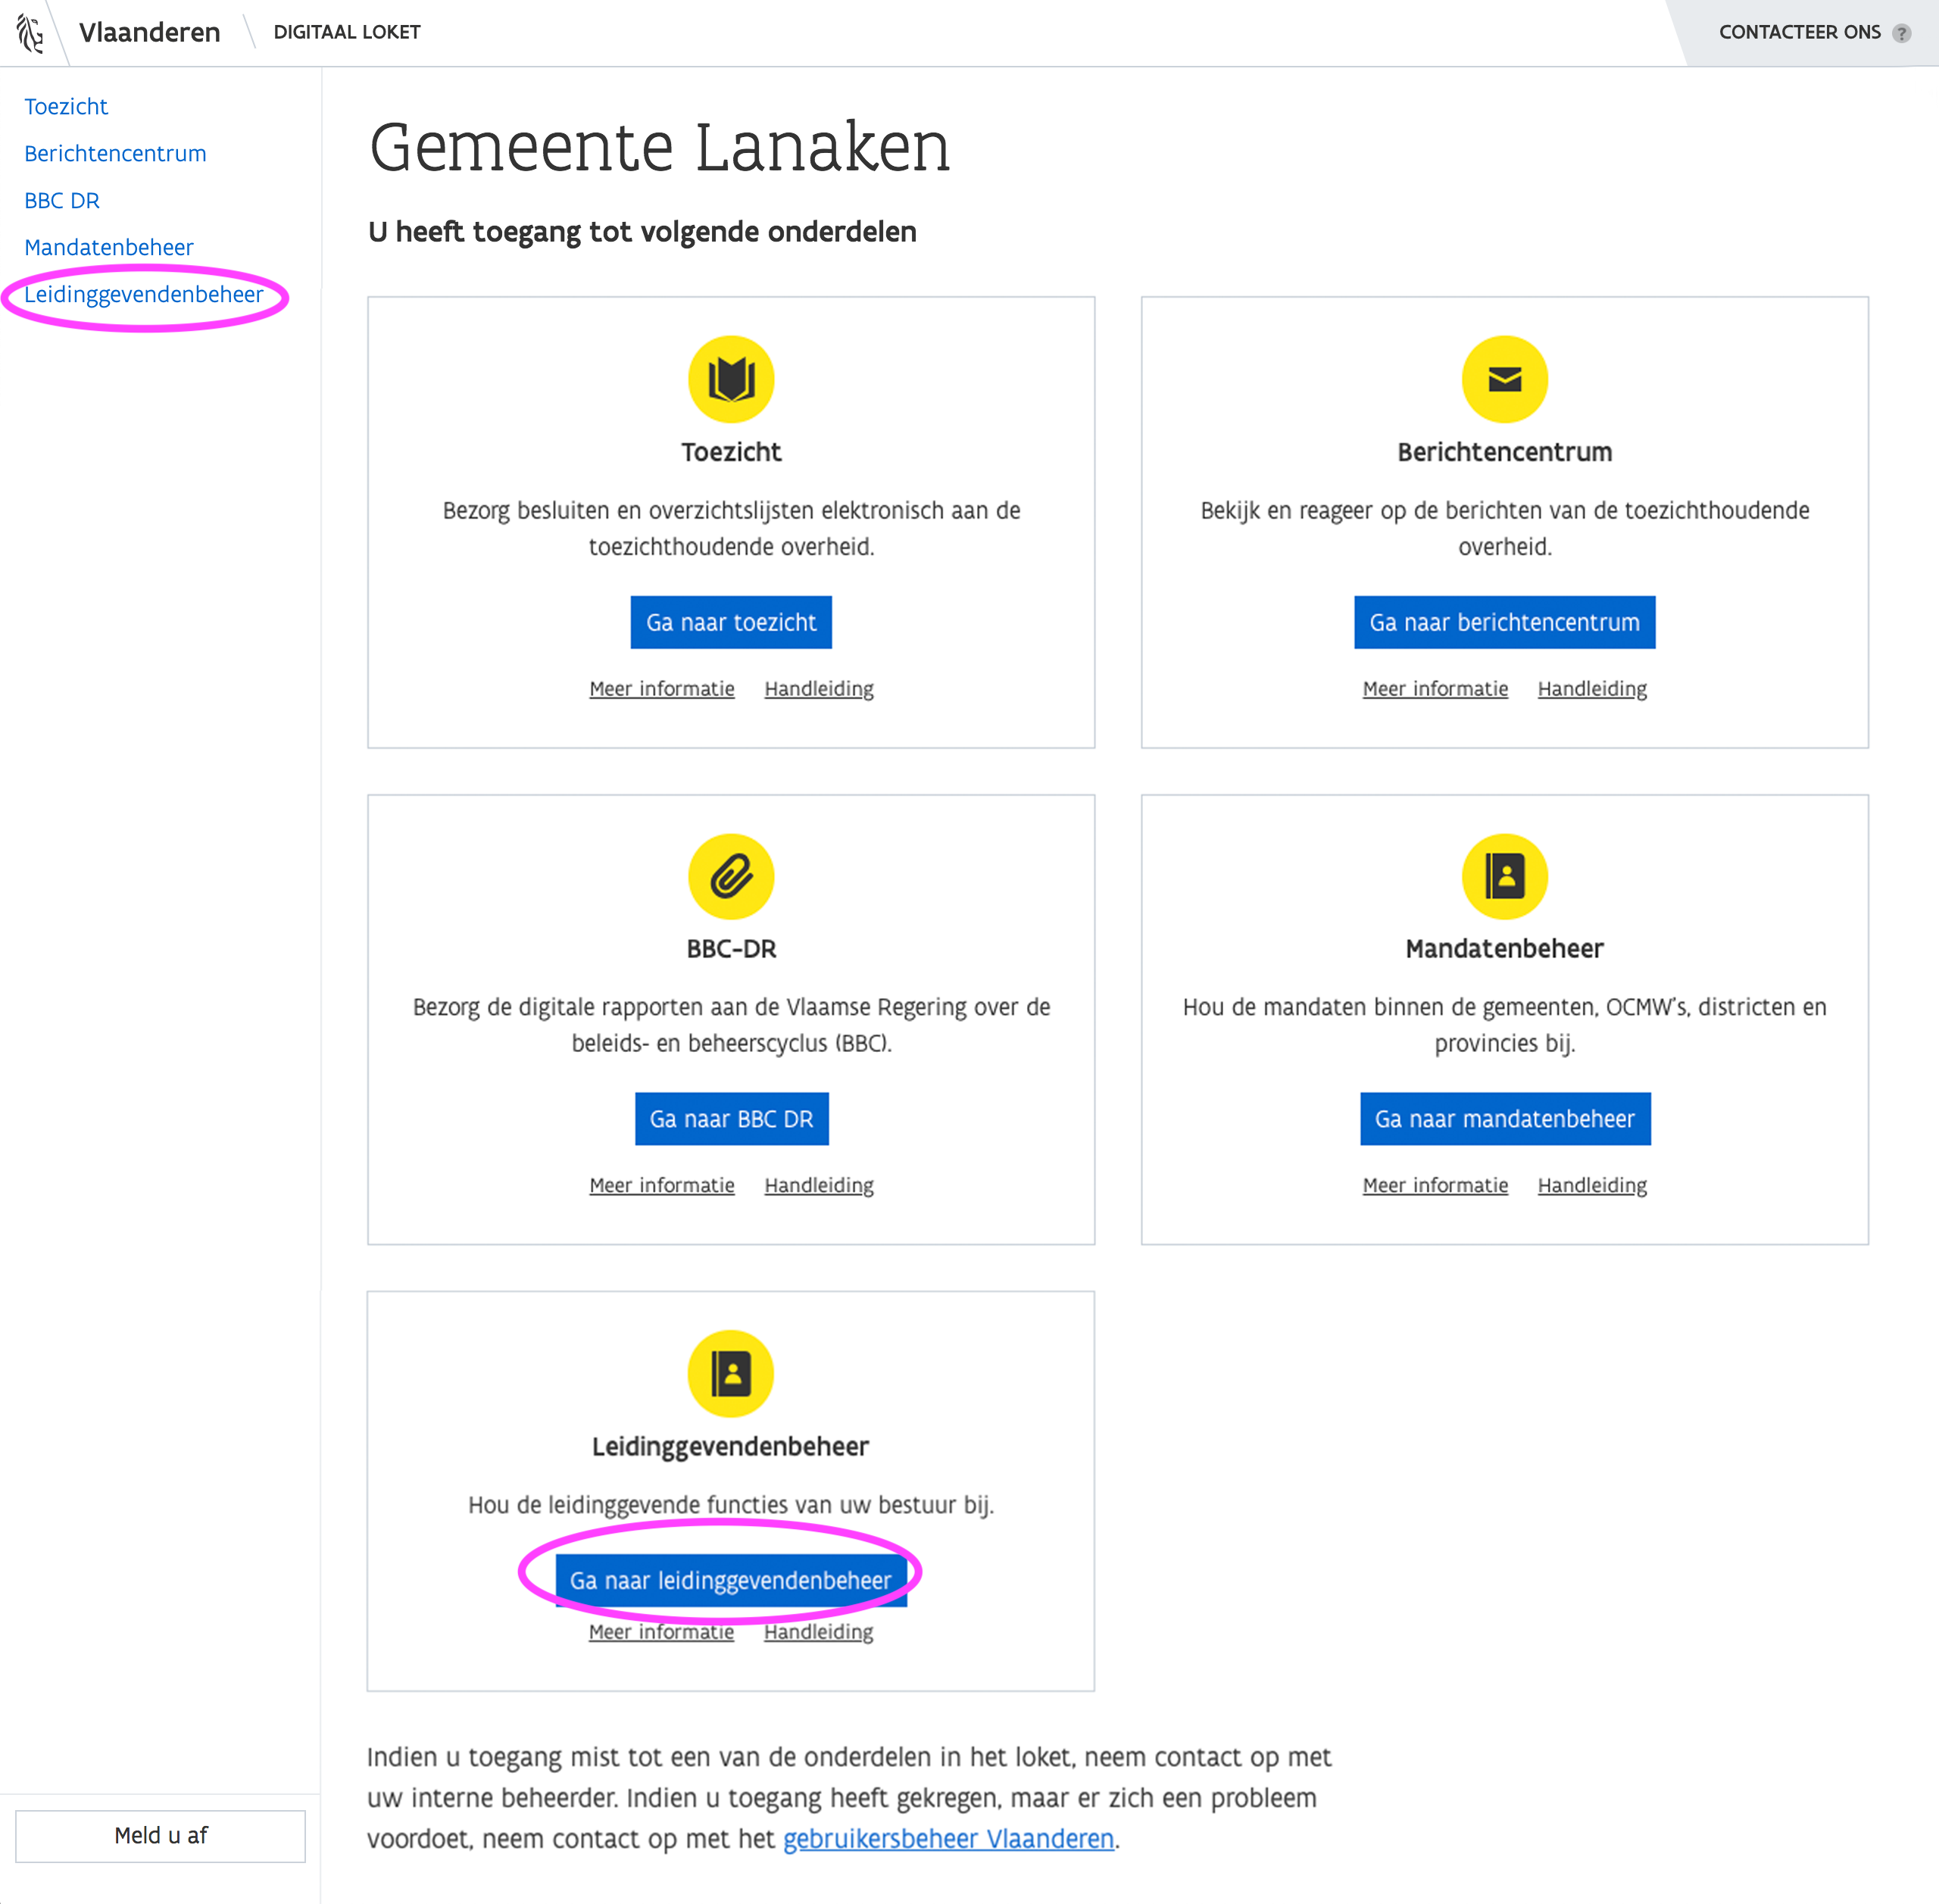 Vlaanderen
DIGITAAL LOKET
CONTACTEER ONS ?
Toezicht
Berichtencentrum
BBC DR
Mandatenbeheer
Leidinggevendenbeheer
Gemeente Lanaken
U heeft toegang tot volgende onderdelen
Toezicht
Bezorg besluiten en overzichtslijsten elektronisch aan de
toezichthoudende overheid.
Ga naar toezicht
Meer informatie Handleiding
Berichtencentrum
Bekijk en reageer op de berichten van de toezichthoudende
overheid.
Ga naar berichtencentrum
Meer informatie Handleiding
BBC-DR
Bezorg de digitale rapporten aan de Vlaamse Regering over de
beleids- en beheerscyclus (BBC).
Ga naar BBC DR
Meer informatie Handleiding
Mandatenbeheer
Hou de mandaten binnen de gemeenten, OCMW's, districten en
provincies bij.
Ga naar mandatenbeheer
Meer informatie Handleiding
Leidinggevendenbeheer
Hou de leidinggevende functies van uw bestuur bij.
Ga naar leidinggevendenbeheer
Meer informatie Handleiding
Indien u toegang mist tot een van de onderdelen in het loket, neem contact op met
uw interne beheerder. Indien u toegang heeft gekregen, maar er zich een probleem
voordoet, neem contact op met het gebruikersbeheer Vlaanderen.
Meld u af